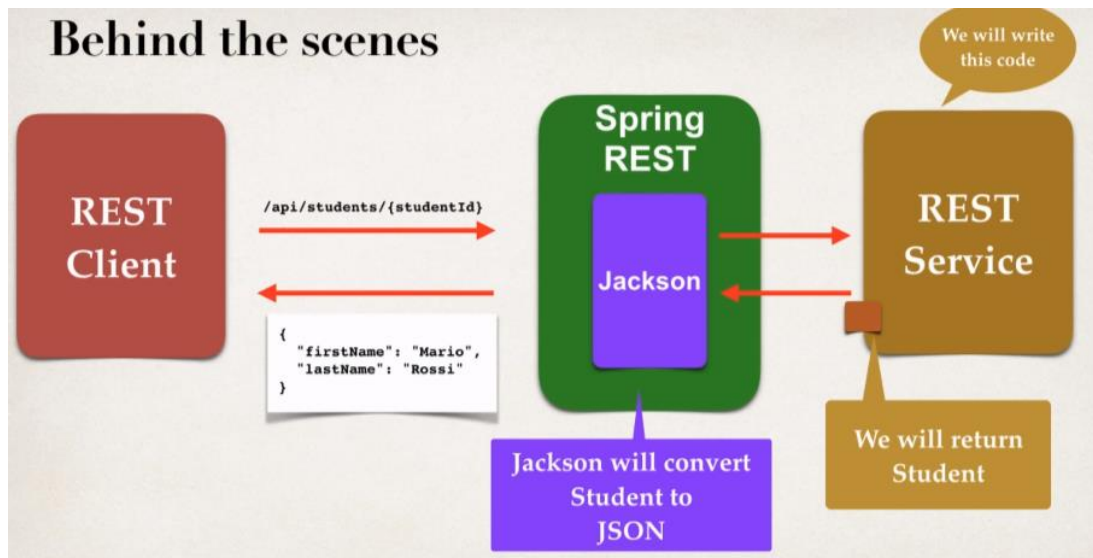 Behind the scenes
We will write
this code
REST
Client
/api/students/{studentId}
{
"firstName": "Mario",
"lastName": "Rossi"
}
Spring
REST
Jackson
REST
Service
Jackson will convert
Student to
JSON
We will return
Student